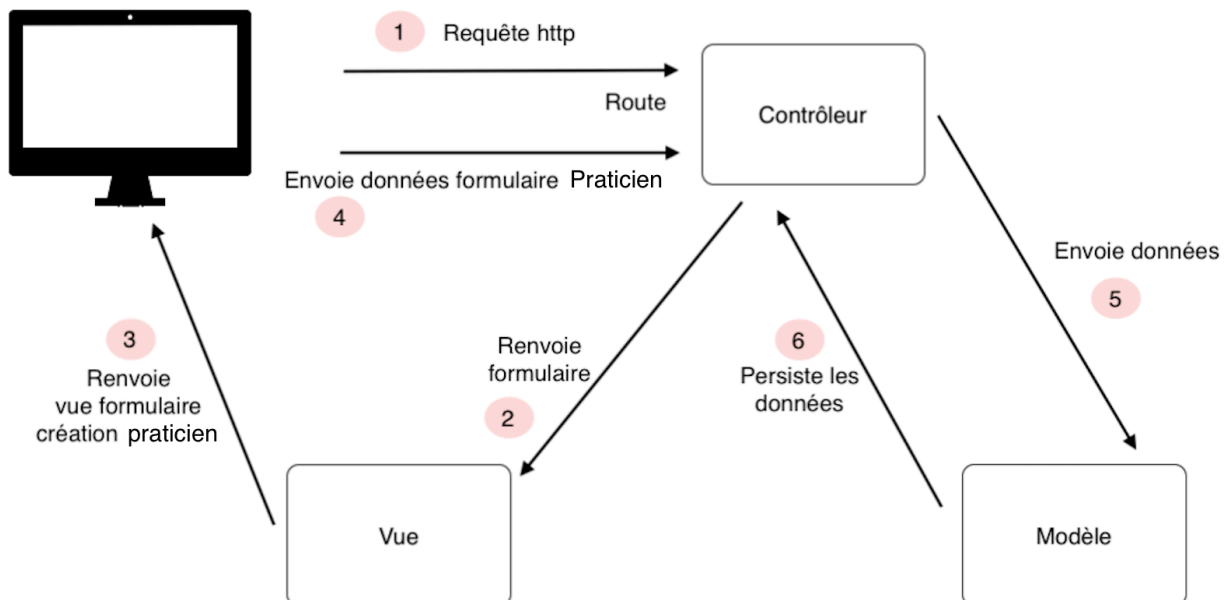 1 Requête http
Route
Contrôleur
Envoie données formulaire Praticien
4
Envoie données
5
3
Renvoie
vue formulaire
création praticien
Renvoie
formulaire
2
6
Persiste les
données
Vue
Modèle